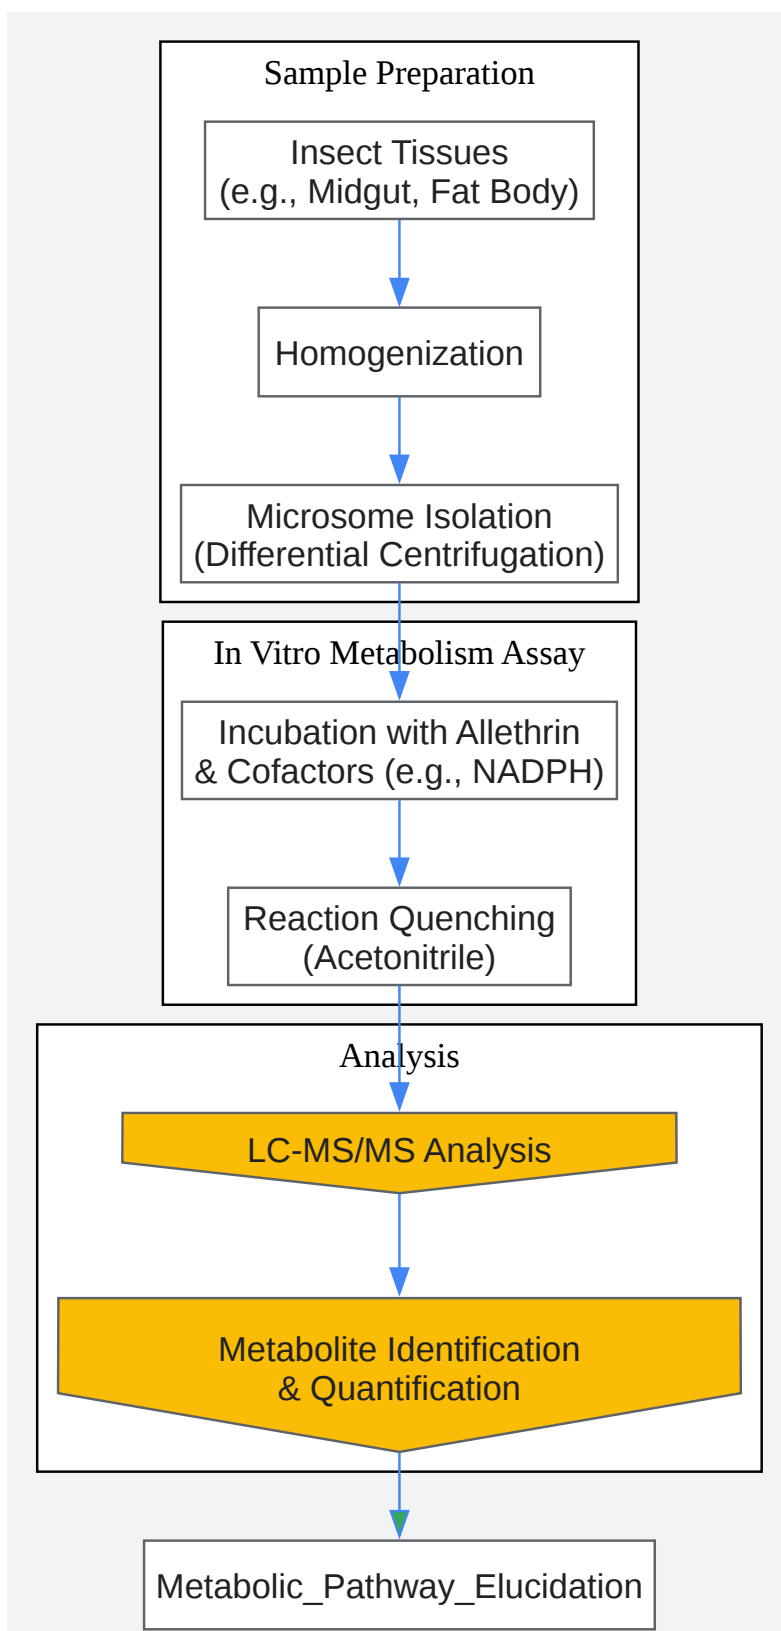 Sample Preparation
Insect Tissues
(e.g., Midgut, Fat Body)
Homogenization
Microsome Isolation
(Differential Centrifugation)
In Vitro Metabolism Assay
Incubation with Allethrin
& Cofactors (e.g., NADPH)
Reaction Quenching
(Acetonitrile)
Analysis
LC-MS/MS Analysis
Metabolite Identification
& Quantification
Metabolic_Pathway_Elucidation